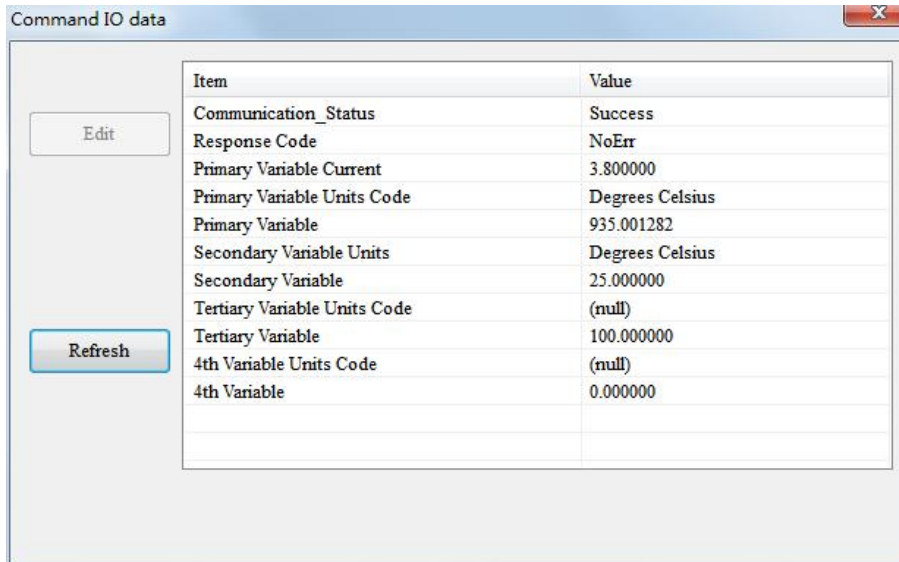 Command IO data
Item Value
Communication_Status Success
Edit
Response Code NoErr
Primary Variable Current 3.800000
Primary Variable Units Code Degrees Celsius
Primary Variable 935.001282
Secondary Variable Units Degrees Celsius
Secondary Variable 25.000000
Tertiary Variable Units Code (null)
Tertiary Variable 100.000000
Refresh
4th Variable Units Code (null)
4th Variable 0.000000